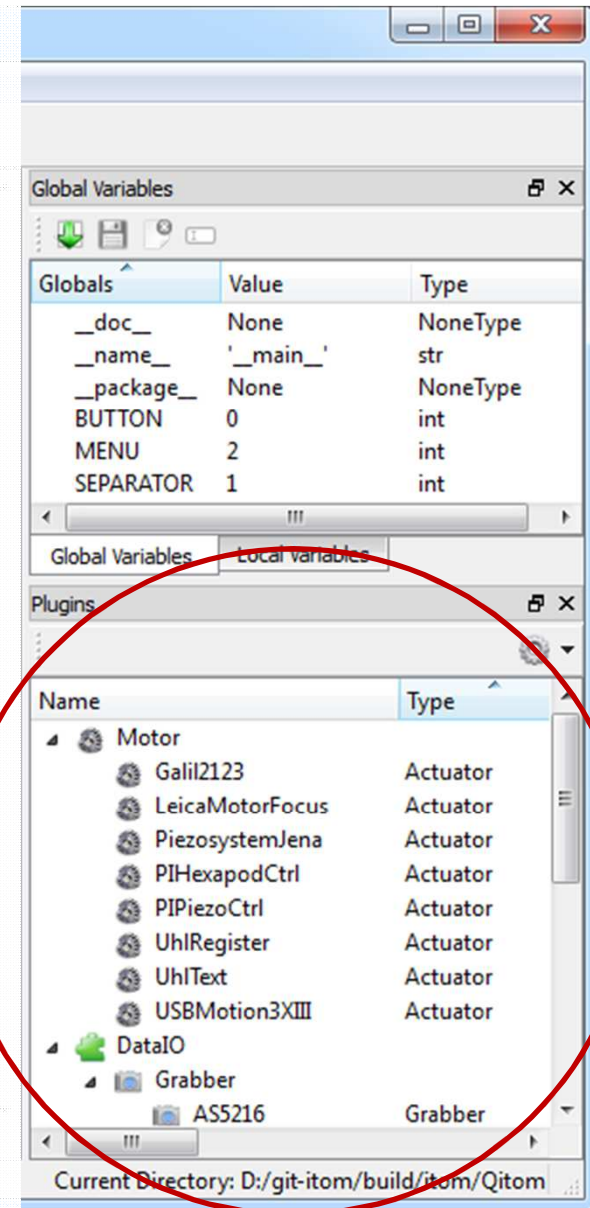 Global Variables
Globals Value Type
__doc__ None NoneType
__name__ '__main__' str
__package__ None NoneType
BUTTON 0 int
MENU 2 int
SEPARATOR 1 int
Global Variables Local Variables
Plugins
Name Type
Motor
Galil2123 Actuator
LeicaMotorFocus Actuator
PiezosystemJena Actuator
PIHexapodCtrl Actuator
PIPiezoCtrl Actuator
UhlRegister Actuator
UhlText Actuator
USBMotion3XIII Actuator
DataIO
Grabber
AS5216 Grabber
Current Directory: D:/git-itom/build/itom/Qitom